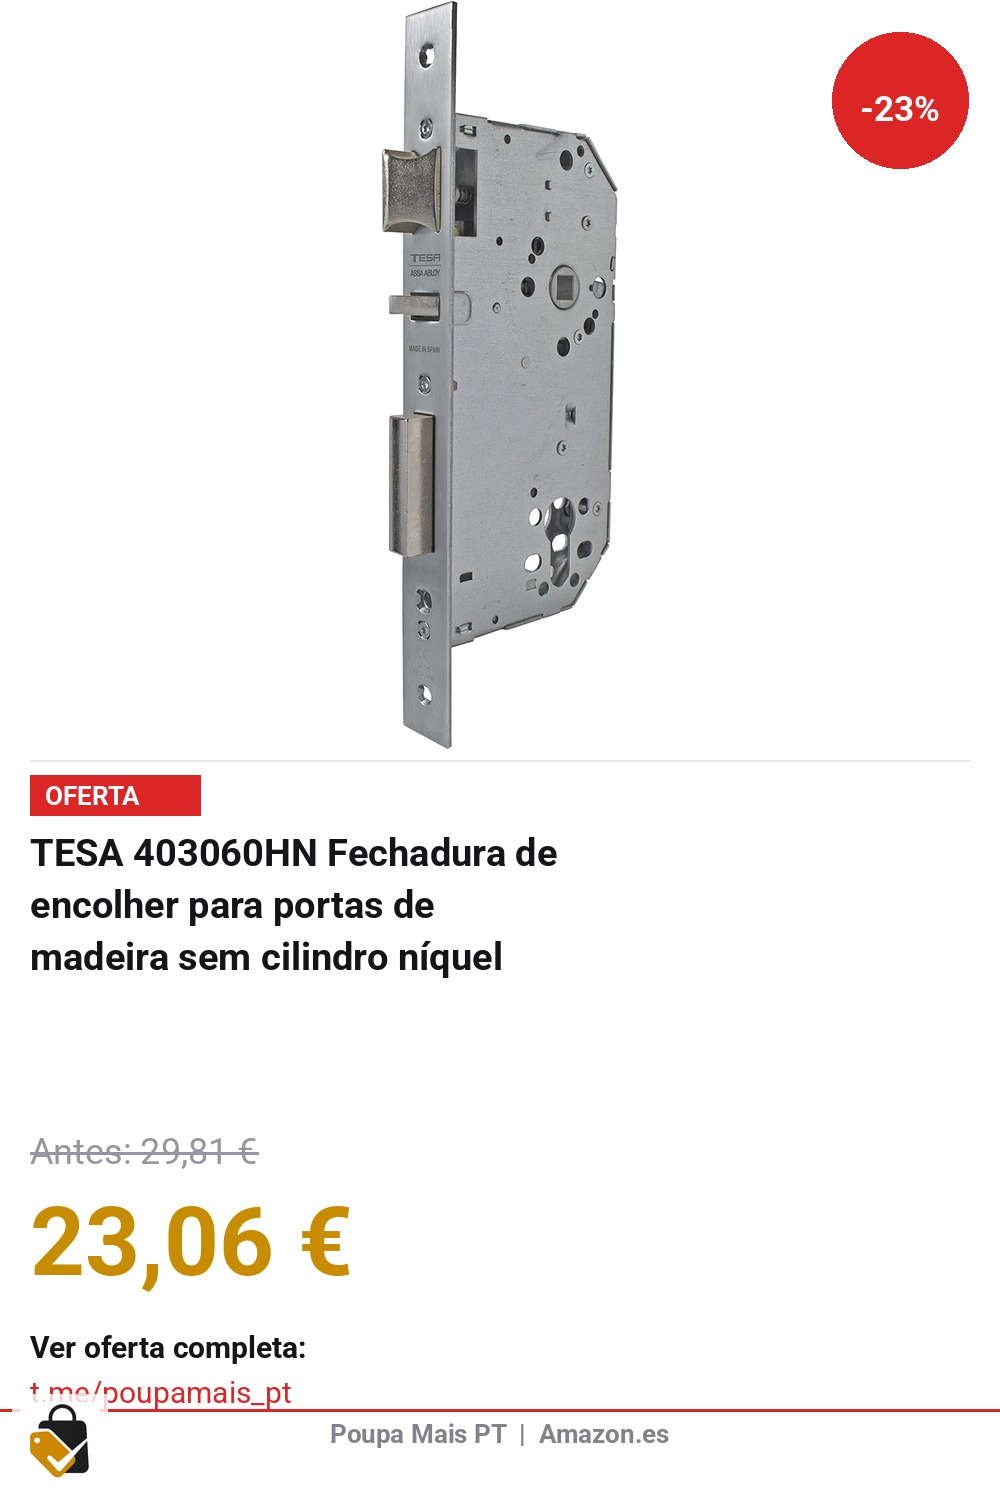 -23%
TESA
ASSA ABLOY
MADE IN SPAIN
OFERTA
TESA 403060HN Fechadura de
encolher para portas de
madeira sem cilindro níquel
Antes: 29,81 €
23,06 €
Ver oferta completa:
t.me/poupamais_pt
Poupa Mais PT | Amazon.es